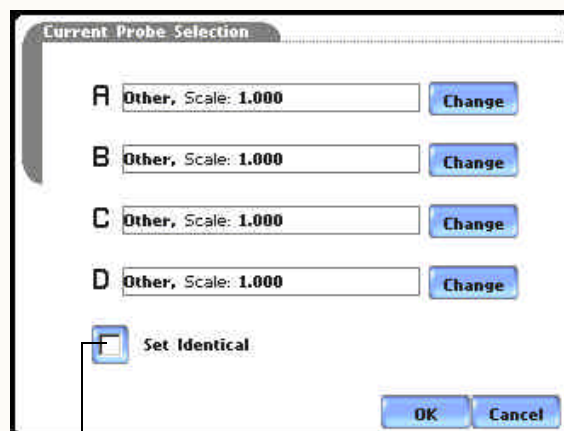 Current Probe Selection
A Other, Scale: 1.000 Change
B Other, Scale: 1.000 Change
C Other, Scale: 1.000 Change
D Other, Scale: 1.000 Change
Set Identical
OK Cancel